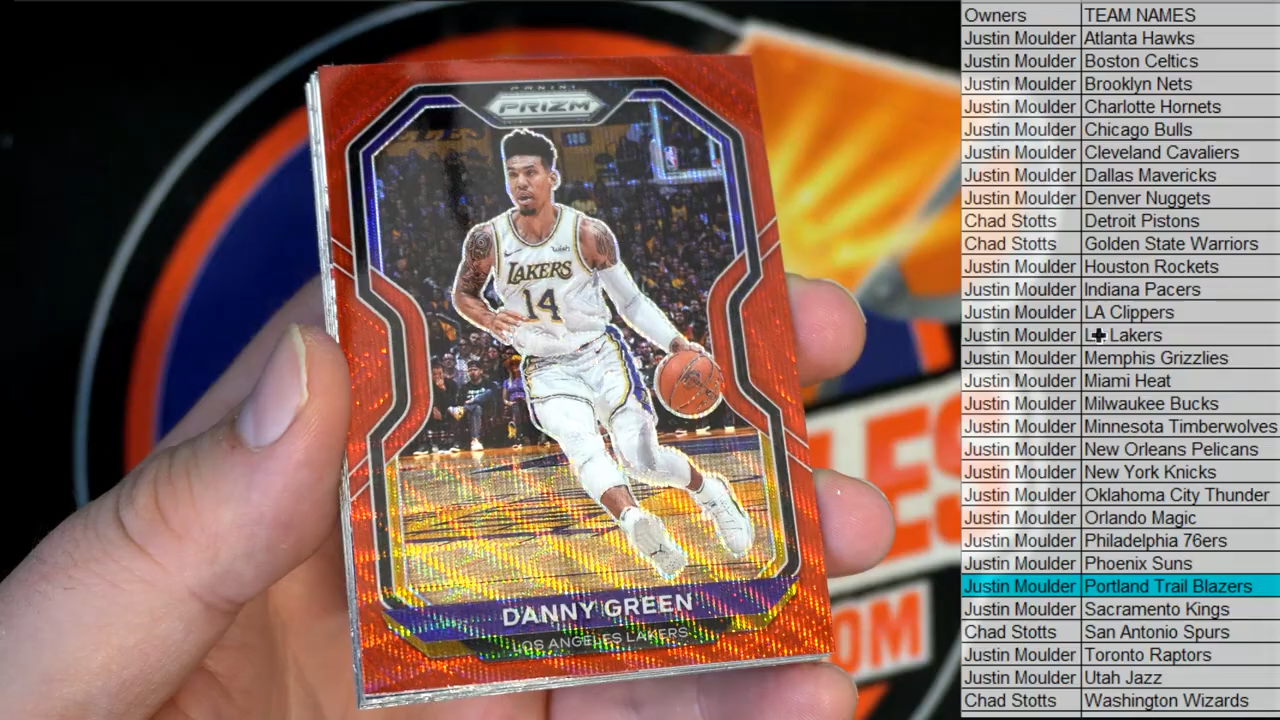 PANINI
PRIZM
LAKERS
14
DANNY GREEN
LOS ANGELES LAKERS
LES
.COM
Owners TEAM NAMES
Justin Moulder Atlanta Hawks
Justin Moulder Boston Celtics
Justin Moulder Brooklyn Nets
Justin Moulder Charlotte Hornets
Justin Moulder Chicago Bulls
Justin Moulder Cleveland Cavaliers
Justin Moulder Dallas Mavericks
Justin Moulder Denver Nuggets
Chad Stotts Detroit Pistons
Chad Stotts Golden State Warriors
Justin Moulder Houston Rockets
Justin Moulder Indiana Pacers
Justin Moulder LA Clippers
Justin Moulder LA Lakers
Justin Moulder Memphis Grizzlies
Justin Moulder Miami Heat
Justin Moulder Milwaukee Bucks
Justin Moulder Minnesota Timberwolves
Justin Moulder New Orleans Pelicans
Justin Moulder New York Knicks
Justin Moulder Oklahoma City Thunder
Justin Moulder Orlando Magic
Justin Moulder Philadelphia 76ers
Justin Moulder Phoenix Suns
Justin Moulder Portland Trail Blazers
Justin Moulder Sacramento Kings
Chad Stotts San Antonio Spurs
Justin Moulder Toronto Raptors
Justin Moulder Utah Jazz
Chad Stotts Washington Wizards